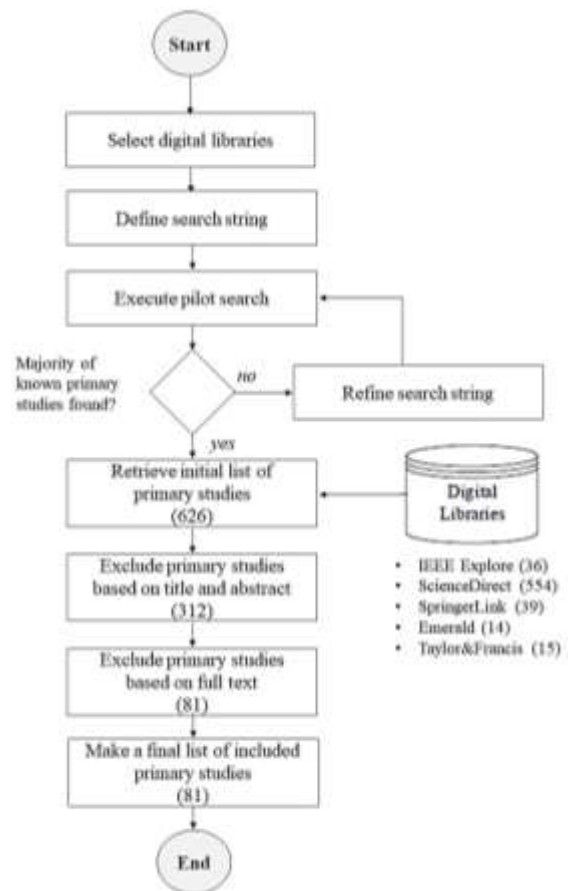 Start
Select digital libraries
Define search string
Execute pilot search
Majority of
known primary
studies found?
no
Refine search string
yes
Retrieve initial list of
primary studies
(626)
Digital
Libraries
Exclude primary studies
based on title and abstract
(312)
• IEEE Explore (36)
• ScienceDirect (554)
• SpringerLink (39)
• Emerald (14)
• Taylor&Francis (15)
Exclude primary studies
based on full text
(81)
Make a final list of included
primary studies
(81)
End